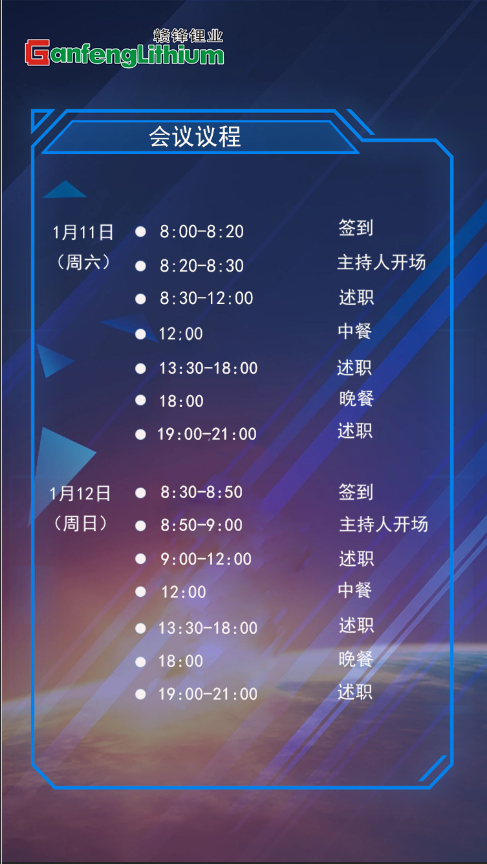 赣锋锂业
GanfengLithium
会议议程
1月11日
（周六）
8:00-8:20 签到
8:20-8:30 主持人开场
8:30-12:00 述职
12:00 中餐
13:30-18:00 述职
18:00 晚餐
19:00-21:00 述职
1月12日
（周日）
8:30-8:50 签到
8:50-9:00 主持人开场
9:00-12:00 述职
12:00 中餐
13:30-18:00 述职
18:00 晚餐
19:00-21:00 述职